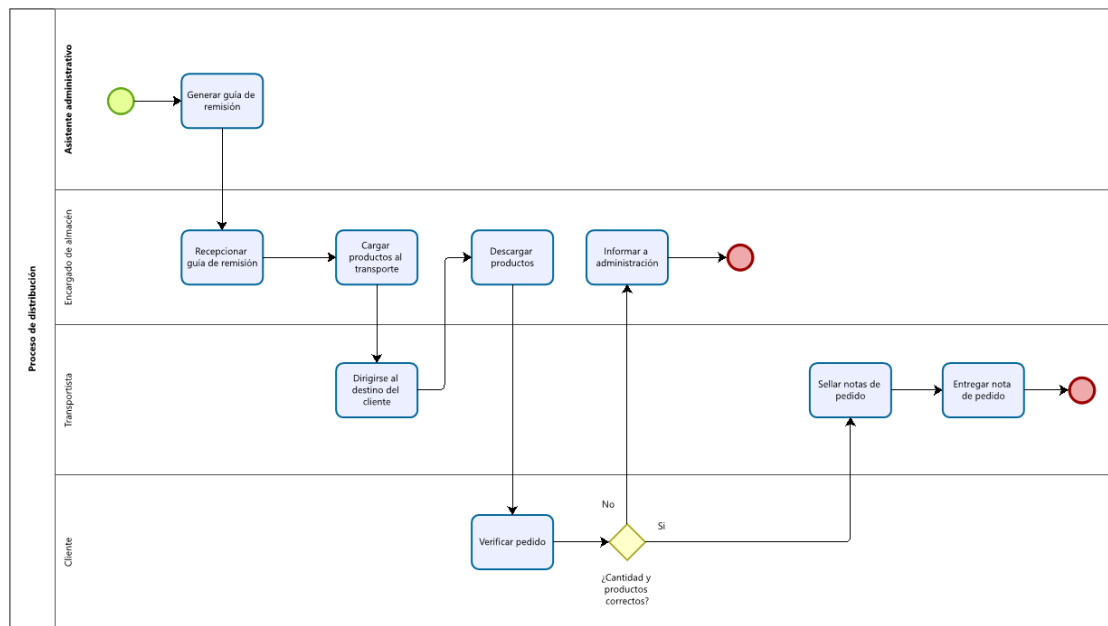 Proceso de distribución
Asistente administrativo
Generar guía de
remisión
Encargado de almacén
Recepcionar
guía de remisión
Cargar
productos al
transporte
Descargar
productos
Informar a
administración
Transportista
Dirigirse al
destino del
cliente
Sellar notas de
pedido
Entregar nota
de pedido
Cliente
Verificar pedido
No
Si
¿Cantidad y
productos
correctos?